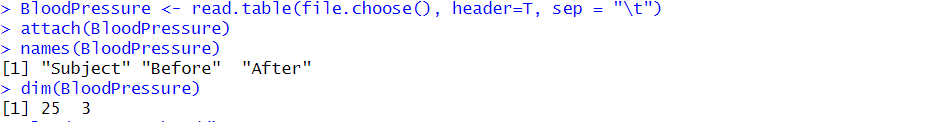 > BloodPressure <- read.table(file.choose(), header=T, sep = "\t")
> attach(BloodPressure)
> names(BloodPressure)
[1] "Subject" "Before"  "After"
> dim(BloodPressure)
[1] 25  3